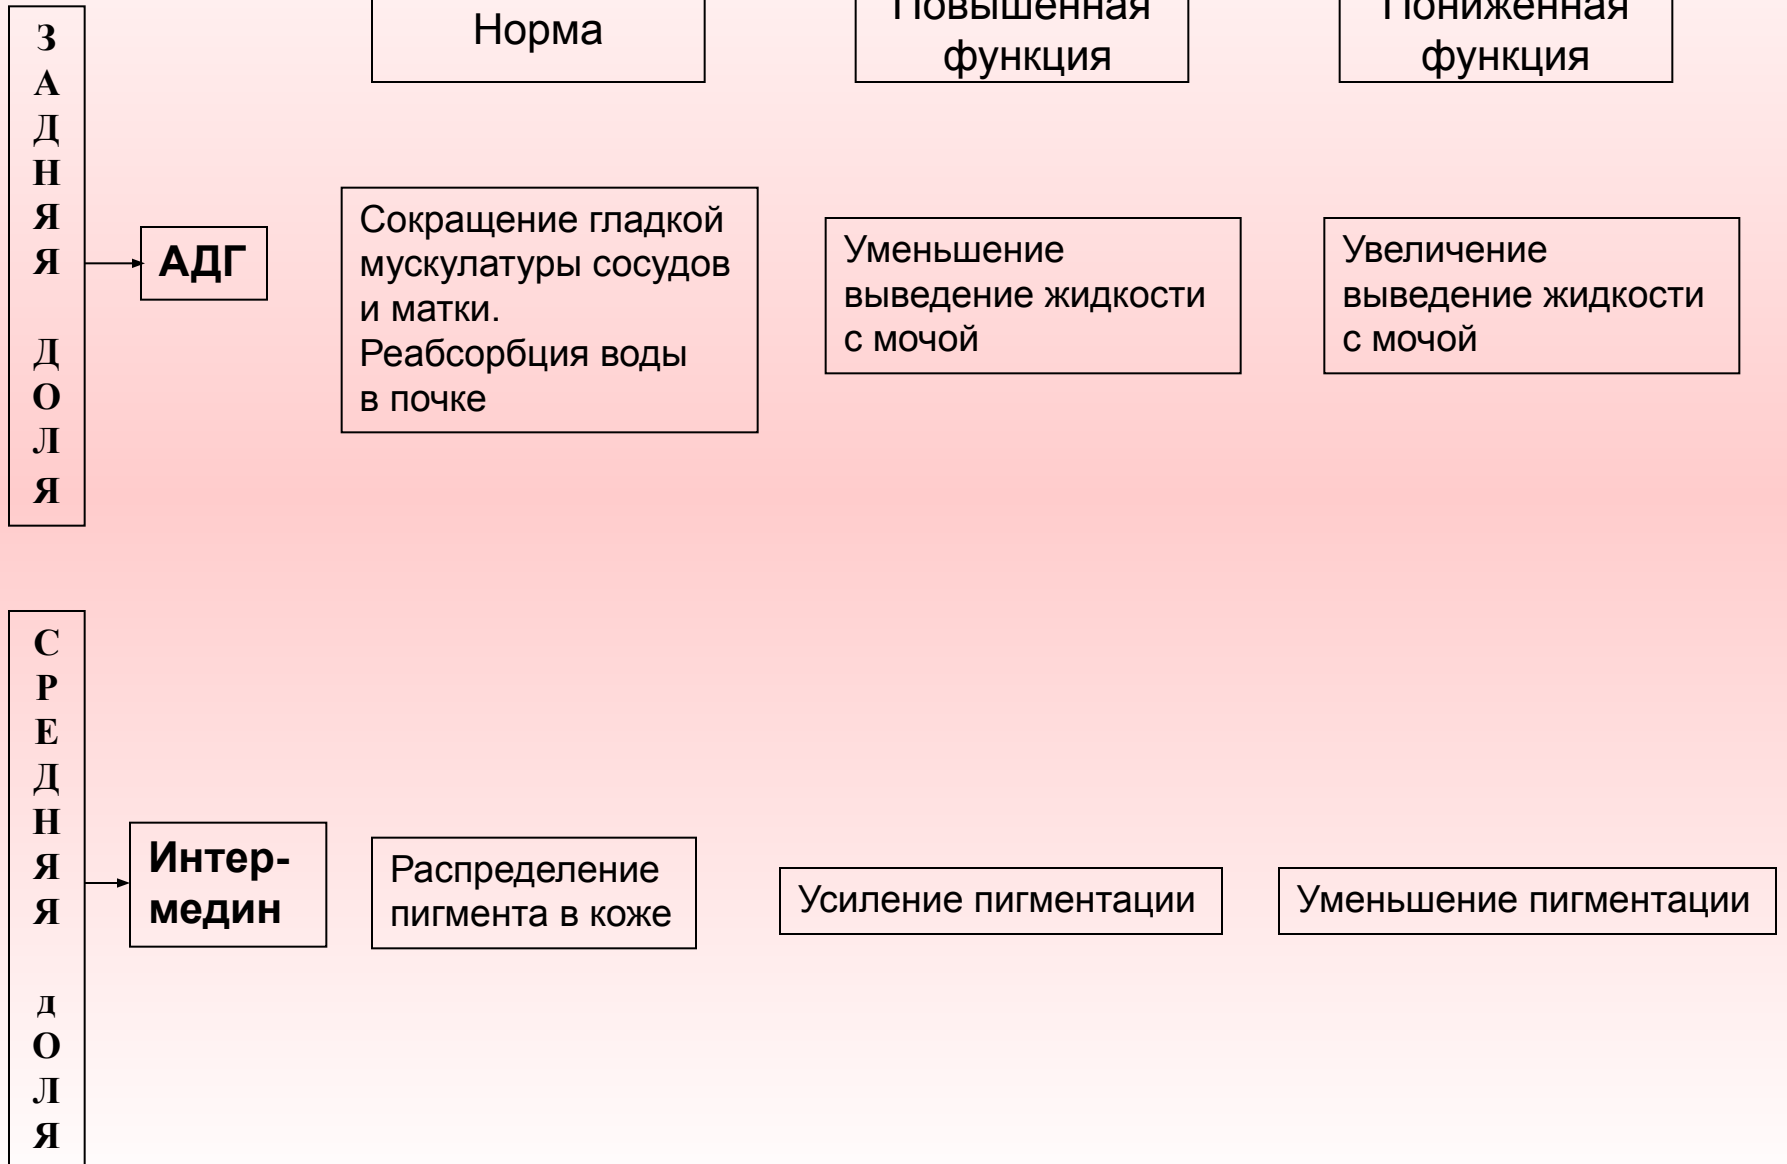 З
А
Д
Н
Я
Я
Д
О
Л
Я
Норма
Повышенная
функция
Пониженная
функция
АДГ
Сокращение гладкой
мускулатуры сосудов
и матки.
Реабсорбция воды
в почке
Уменьшение
выведение жидкости
с мочой
Увеличение
выведение жидкости
с мочой
С
Р
Е
Д
Н
Я
Я
д
О
Л
Я
Интер-
медин
Распределение
пигмента в коже
Усиление пигментации
Уменьшение пигментации